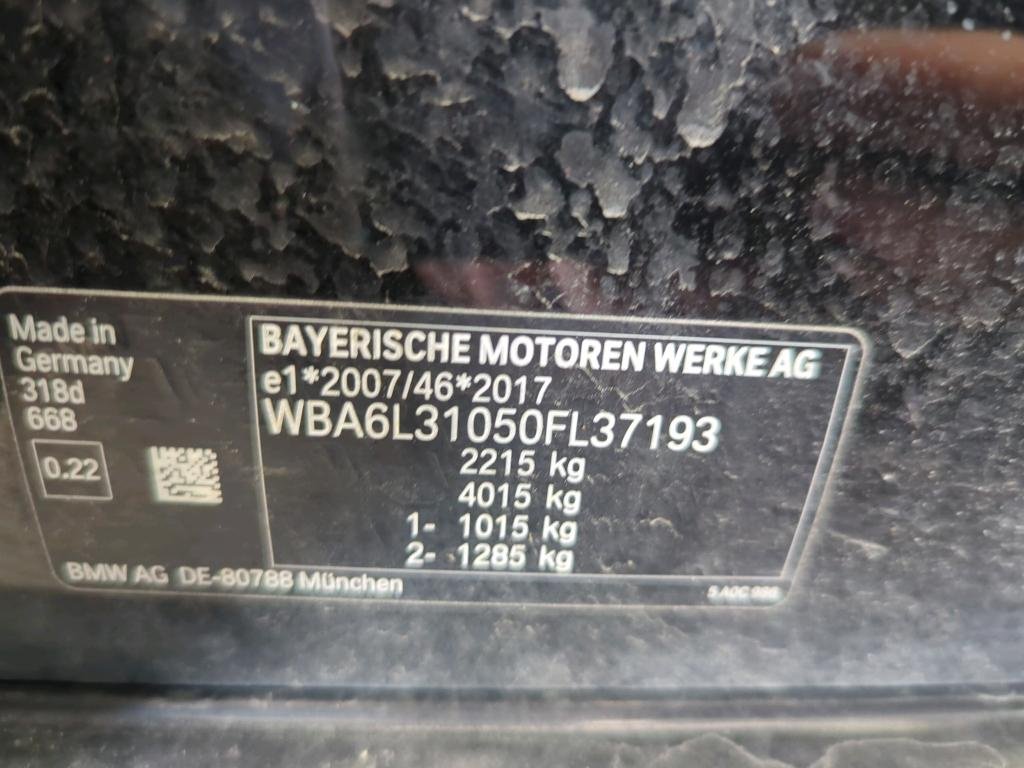 Made in
Germany
318d
668
0.22
BAYERISCHE MOTOREN WERKE AG
e1*2007/46*2017
WBA6L31050FL37193
2215 kg
4015 kg
1- 1015 kg
2- 1285 kg
BMW AG DE-80788 München